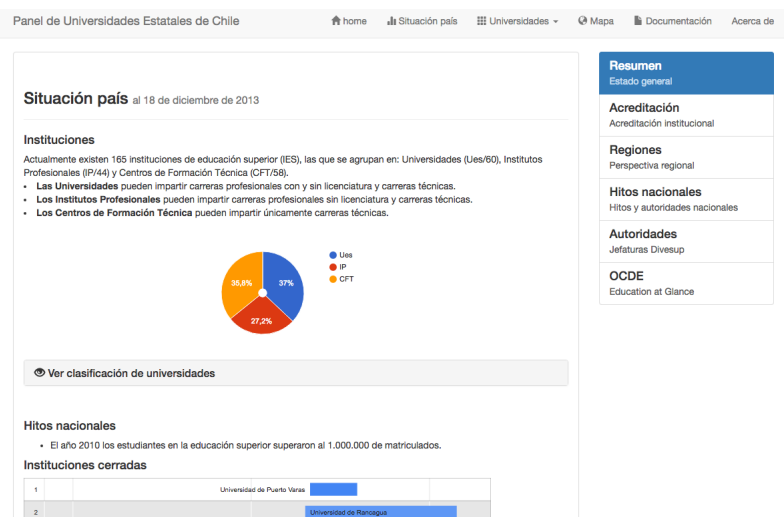 Panel de Universidades Estatales de Chile
home
Situación país
Universidades
Mapa
Documentación
Acerca de
Situación país al 18 de diciembre de 2013
Instituciones
Actualmente existen 165 instituciones de educación superior (IES), las que se agrupan en: Universidades (Ues/60), Institutos
Profesionales (IP/44) y Centros de Formación Técnica (CFT/58).
• Las Universidades pueden impartir carreras profesionales con y sin licenciatura y carreras técnicas.
• Los Institutos Profesionales pueden impartir carreras profesionales sin licenciatura y carreras técnicas.
• Los Centros de Formación Técnica pueden impartir únicamente carreras técnicas.
35,8%
37%
27,2%
Ues
IP
CFT
Ver clasificación de universidades
Hitos nacionales
• El año 2010 los estudiantes en la educación superior superaron al 1.000.000 de matriculados.
Instituciones cerradas
1 Universidad de Puerto Varas
2 Universidad de Rancagua
Resumen
Estado general
Acreditación
Acreditación institucional
Regiones
Perspectiva regional
Hitos nacionales
Hitos y autoridades nacionales
Autoridades
Jefaturas Divesup
OCDE
Education at Glance